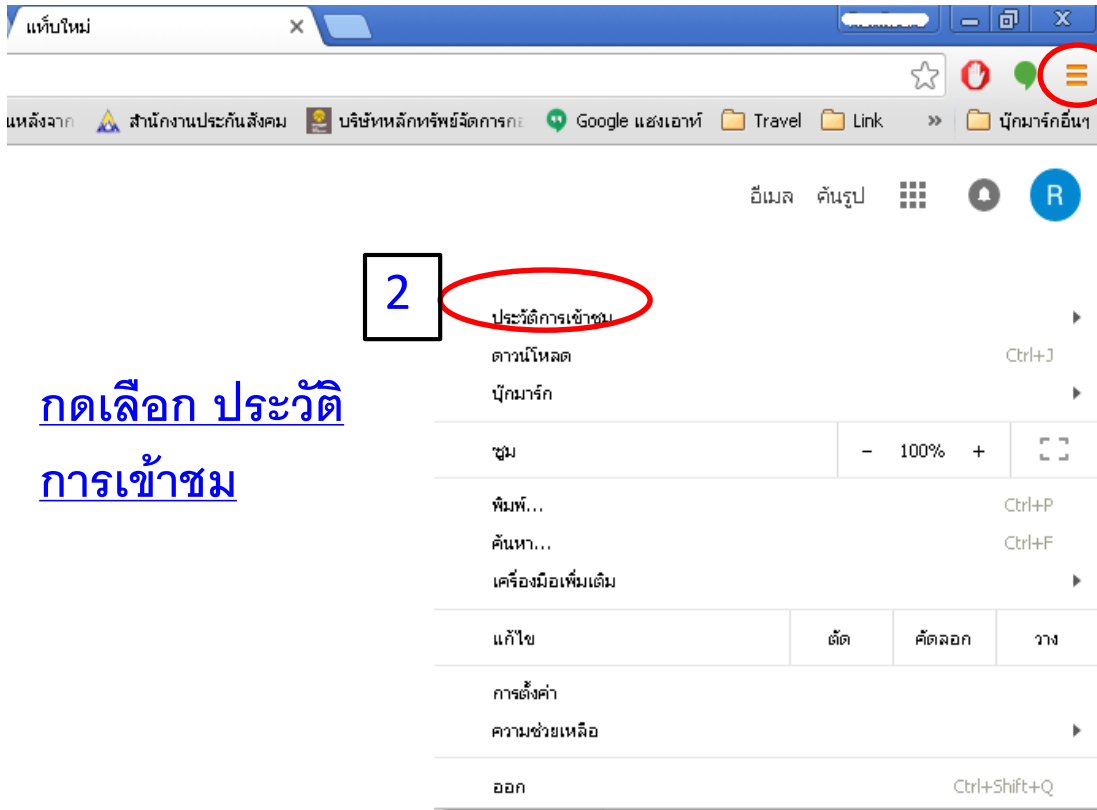 แท็บใหม่
นหลังจาก สำนักงานประกันสังคม บริษัทหลักทรัพย์จัดการกอ Google แฮงเอาท์ Travel Link » บุ๊กมาร์กอื่นๆ
อีเมล ค้นรูป R
2
ประวัติการเข้าชม
ดาวน์โหลด Ctrl+J
บุ๊กมาร์ก
กดเลือก ประวัติ
การเข้าชม
ซูม - 100% +
พิมพ์... Ctrl+P
ค้นหา... Ctrl+F
เครื่องมือเพิ่มเติม
แก้ไข ตัด คัดลอก วาง
การตั้งค่า
ความช่วยเหลือ
ออก Ctrl+Shift+Q